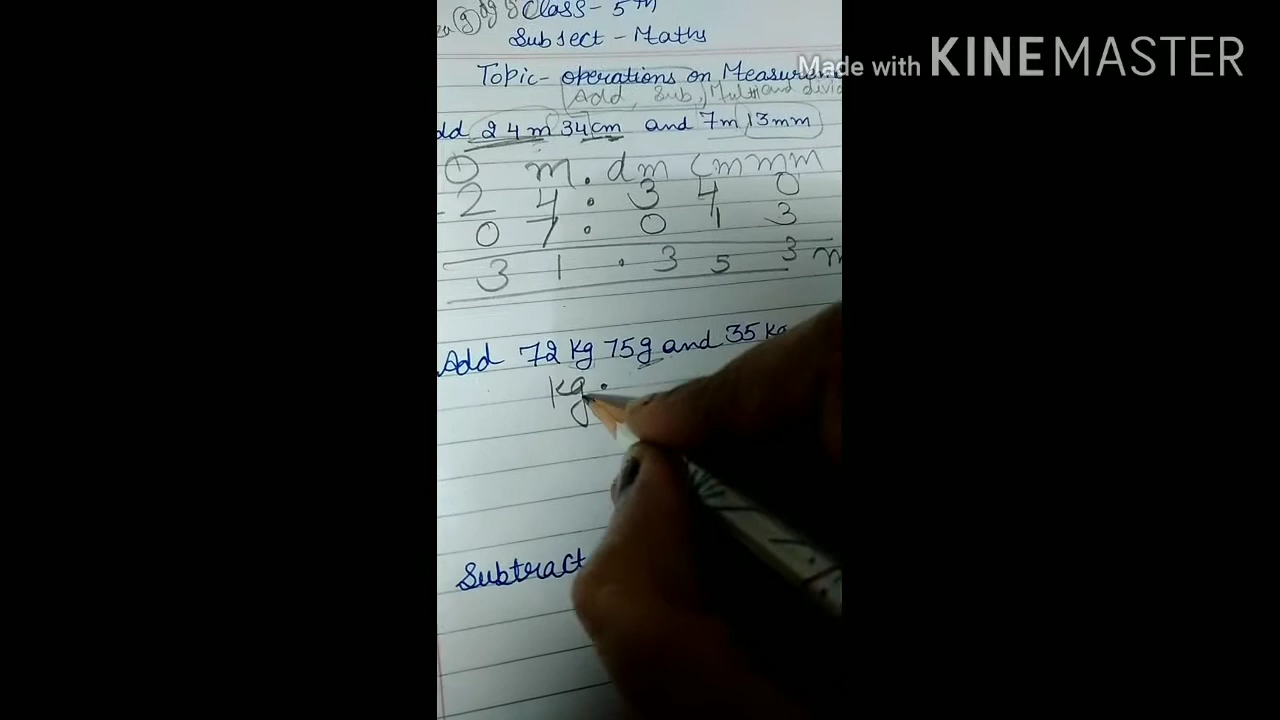 Class - 5th
Made with KINEMASTER
Subject - Maths
Topic - operations on Measurem
Add, Sub, Multi and divi
dd 24m 34cm and 7m 13mm
m. dm cm mm
2 4 . 3 4 0
0 7 . 0 1 3
3 1 . 3 5 3 m
Add 72 kg 75g and 35 kg
kg.
Subtract